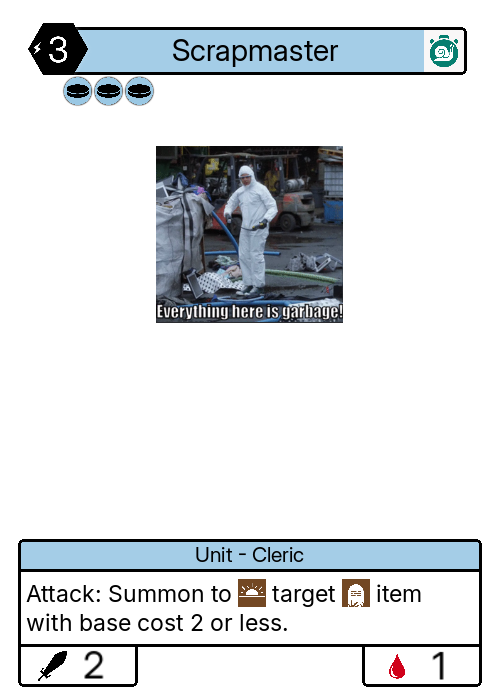 3
Scrapmaster
Everything here is garbage!
Unit - Cleric
Attack: Summon to target item
with base cost 2 or less.
2
1